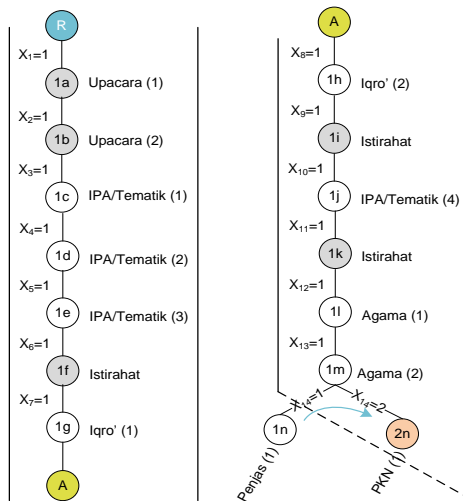 R
X1=1
1a Upacara (1)
X2=1
1b Upacara (2)
X3=1
1c IPA/Tematik (1)
X4=1
1d IPA/Tematik (2)
X5=1
1e IPA/Tematik (3)
X6=1
1f Istirahat
X7=1
1g Iqro' (1)
A
A
X8=1
1h Iqro' (2)
X9=1
1i Istirahat
X10=1
1j IPA/Tematik (4)
X11=1
1k Istirahat
X12=1
1l Agama (1)
X13=1
1m Agama (2)
X14=1 X14=2
1n 2n
Penjas (1) PKN (1)